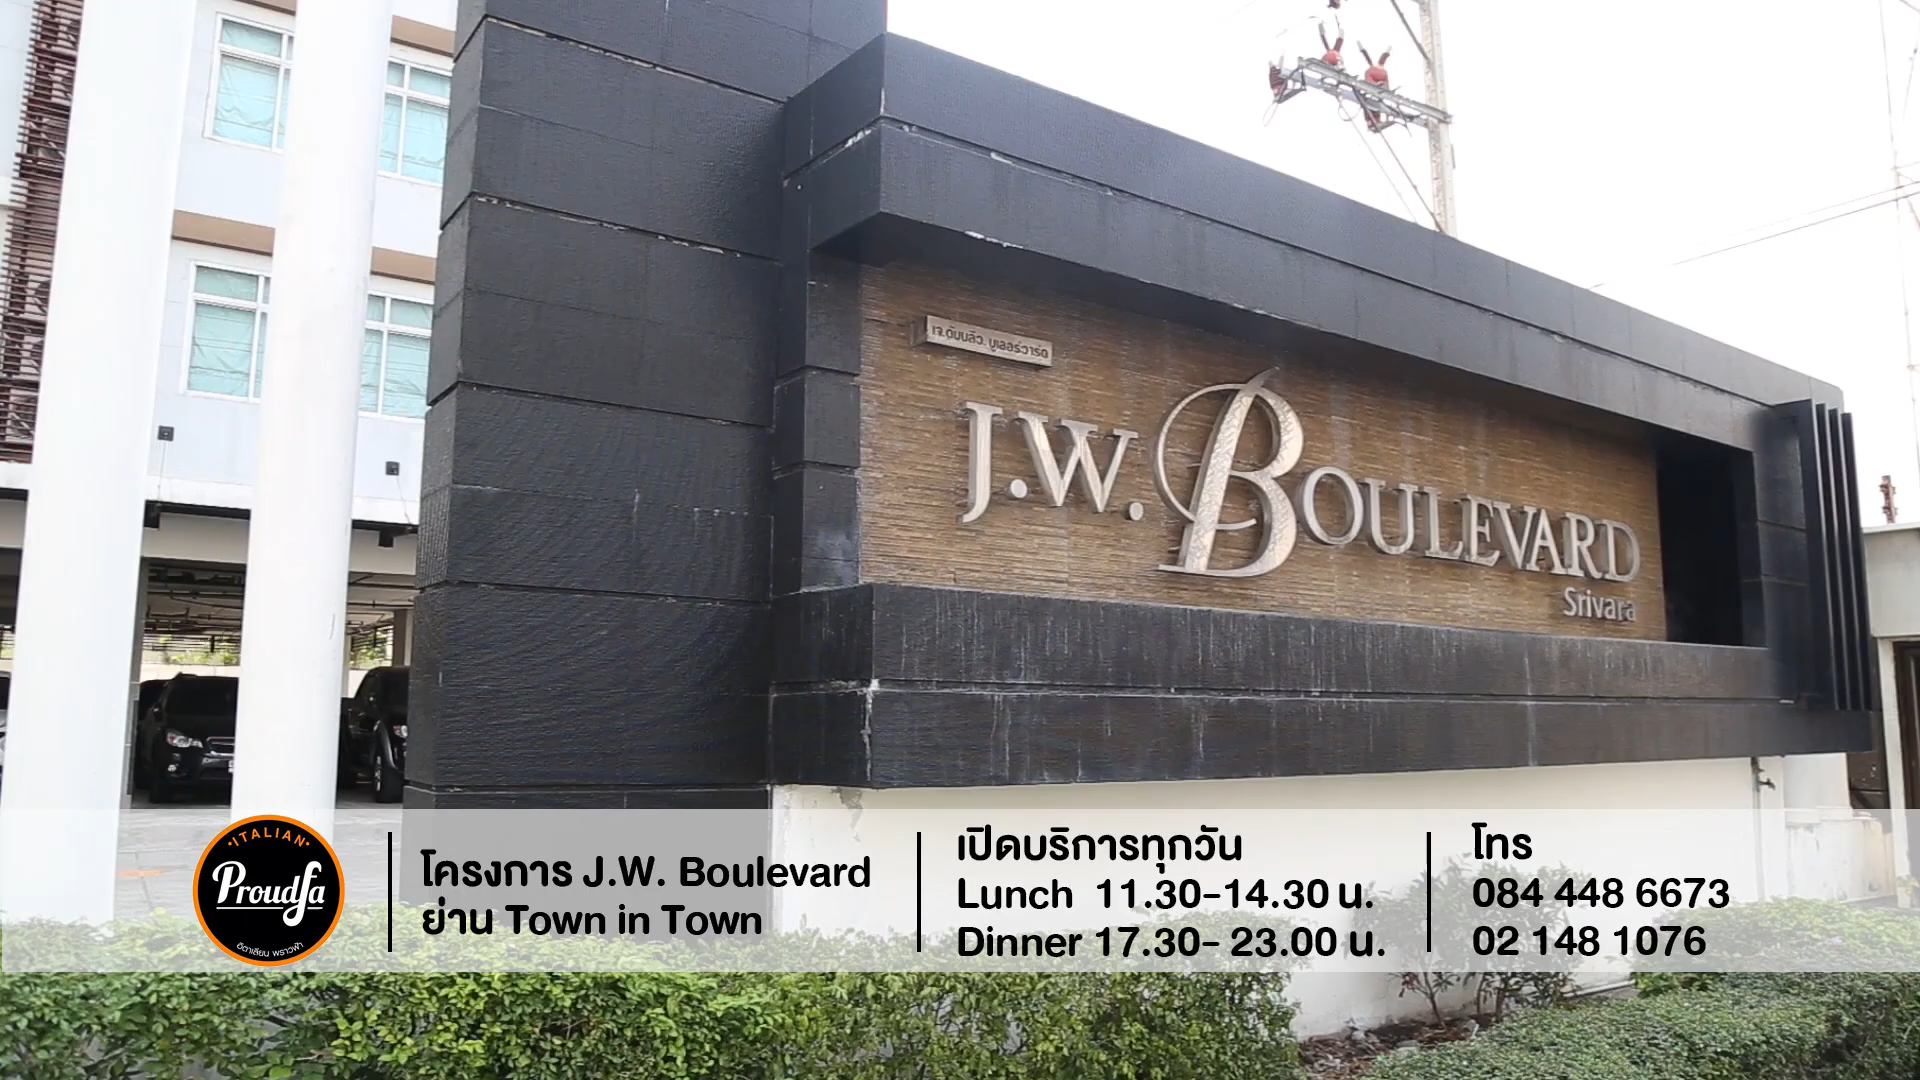 เจ.ดับบลิว. บูเลอร์วาร์ด
J.W. BOULEVARD
Srivara
·ITALIAN·
Proudfa
อิตาเลียน พราวฟ้า
โครงการ J.W. Boulevard
ย่าน Town in Town
เปิดบริการทุกวัน
Lunch 11.30-14.30 น.
Dinner 17.30- 23.00 น.
โทร
084 448 6673
02 148 1076